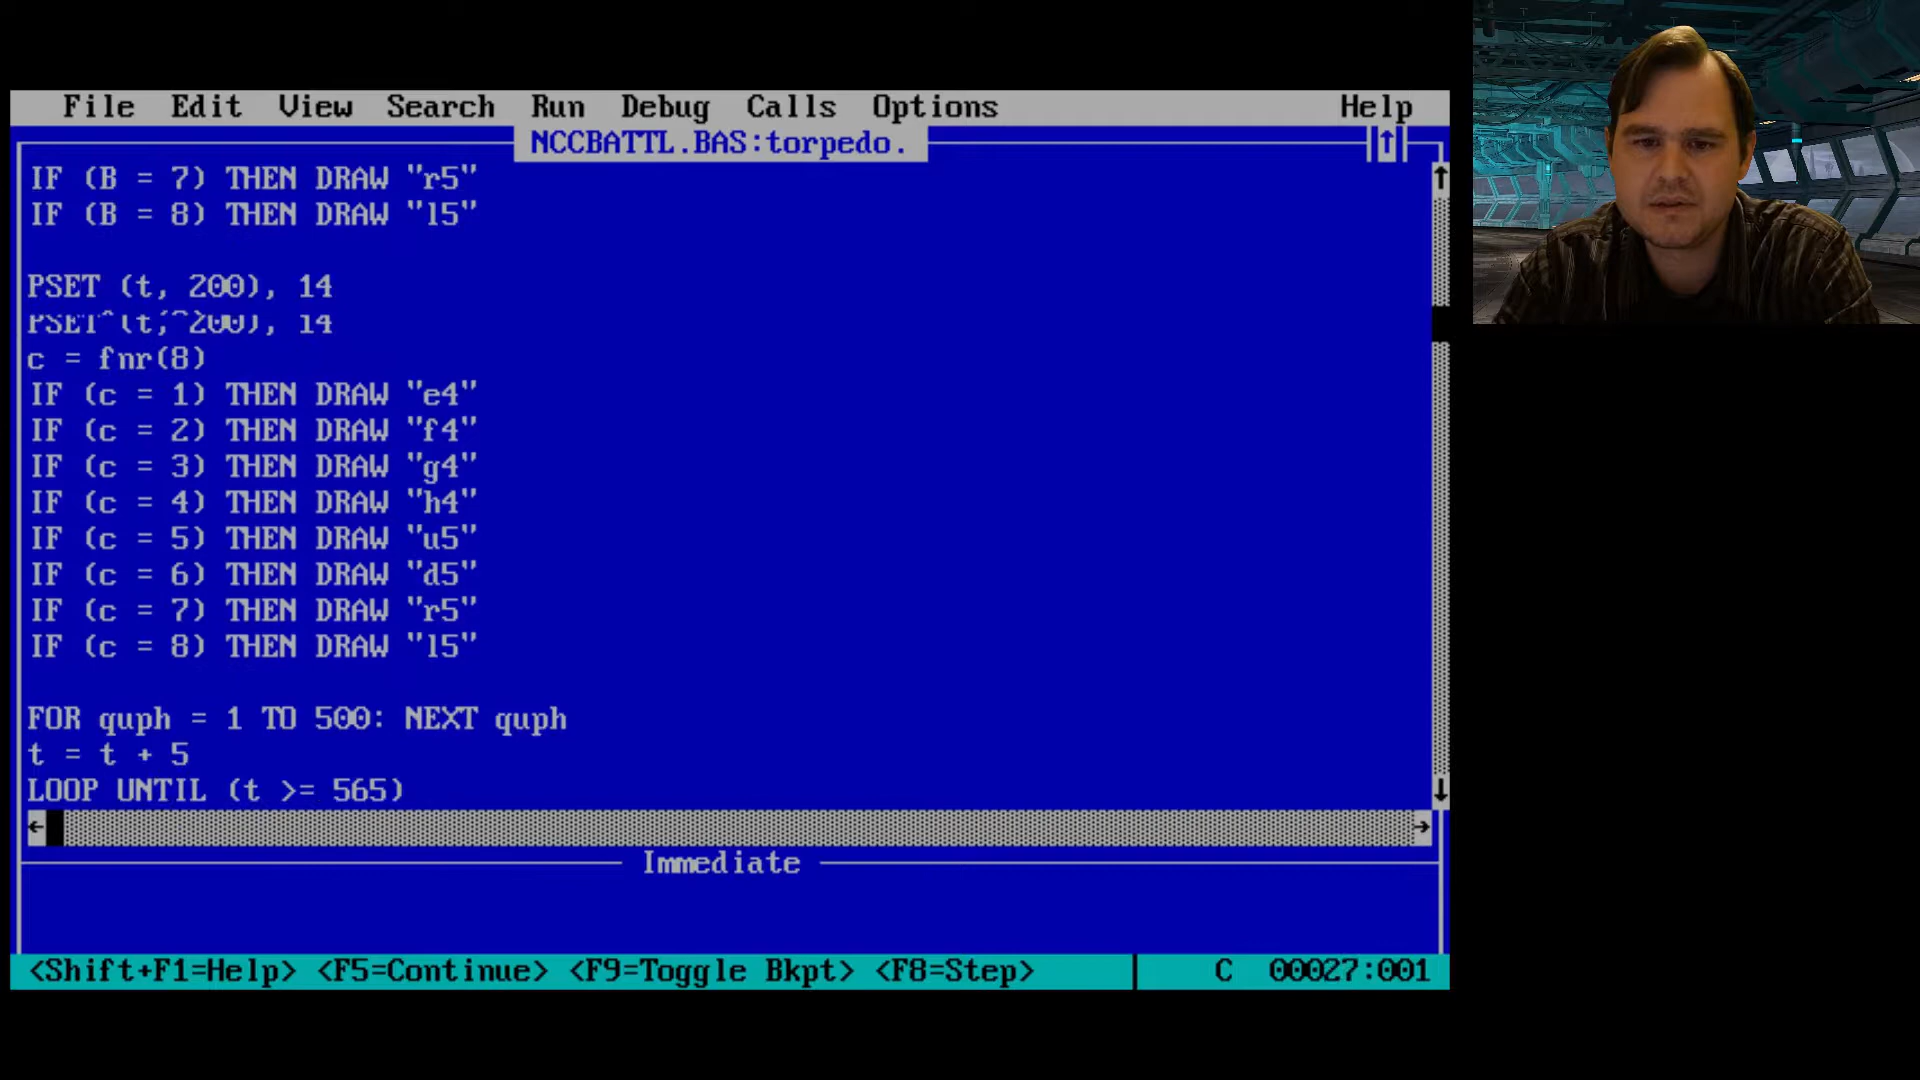 File Edit View Search Run Debug Calls Options Help
NCCBATTL.BAS:torpedo.
IF (B = 7) THEN DRAW "r5"
IF (B = 8) THEN DRAW "l5"
PSET (t, 200), 14
PSET (t, 200), 14
c = fnr(8)
IF (c = 1) THEN DRAW "e4"
IF (c = 2) THEN DRAW "f4"
IF (c = 3) THEN DRAW "g4"
IF (c = 4) THEN DRAW "h4"
IF (c = 5) THEN DRAW "u5"
IF (c = 6) THEN DRAW "d5"
IF (c = 7) THEN DRAW "r5"
IF (c = 8) THEN DRAW "l5"
FOR quph = 1 TO 500: NEXT quph
t = t + 5
LOOP UNTIL (t >= 565)
Immediate
<Shift+F1=Help> <F5=Continue> <F9=Toggle Bkpt> <F8=Step> C 00027:001